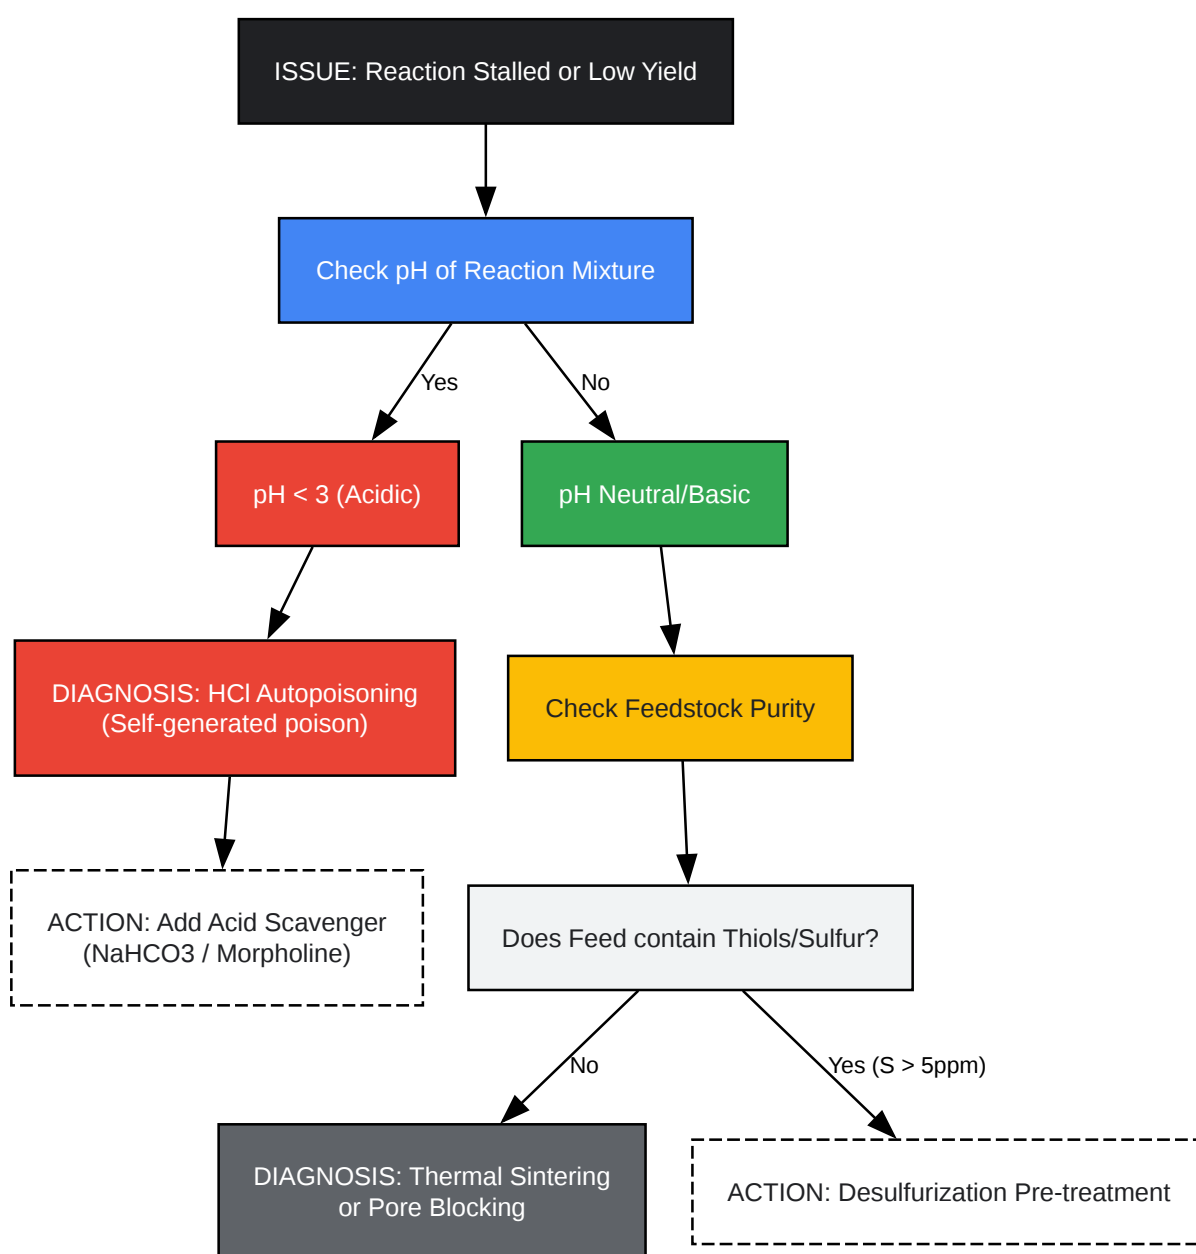 ISSUE: Reaction Stalled or Low Yield
Check pH of Reaction Mixture
Yes
No
pH < 3 (Acidic)
pH Neutral/Basic
DIAGNOSIS: HCl Autopoisoning
(Self-generated poison)
Check Feedstock Purity
ACTION: Add Acid Scavenger
(NaHCO3 / Morpholine)
Does Feed contain Thiols/Sulfur?
No
Yes (S > 5ppm)
DIAGNOSIS: Thermal Sintering
or Pore Blocking
ACTION: Desulfurization Pre-treatment